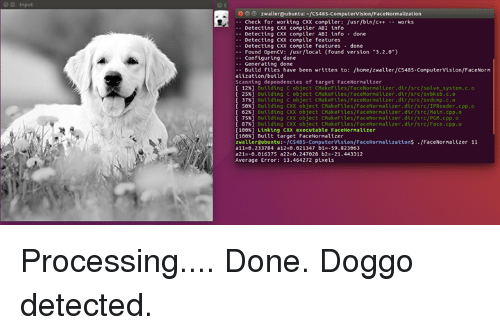 Input
zwaller@ubuntu: ~/CS485-ComputerVision/FaceNormalization
-- Check for working CXX compiler: /usr/bin/c++ -- works
-- Detecting CXX compiler ABI info
-- Detecting CXX compiler ABI info - done
-- Detecting CXX compile features
-- Detecting CXX compile features - done
-- Found OpenCV: /usr/local (found version "3.2.0")
-- Configuring done
-- Generating done
-- Build files have been written to: /home/zwaller/CS485-ComputerVision/FaceNorm
alization/build
Scanning dependencies of target FaceNormalizer
[ 12%] Building C object CMakeFiles/FaceNormalizer.dir/src/solve_system.c.o
[ 25%] Building C object CMakeFiles/FaceNormalizer.dir/src/svbksb.c.o
[ 37%] Building C object CMakeFiles/FaceNormalizer.dir/src/svdcmp.c.o
[ 50%] Building CXX object CMakeFiles/FaceNormalizer.dir/src/IMReader.cpp.o
[ 62%] Building CXX object CMakeFiles/FaceNormalizer.dir/src/Main.cpp.o
[ 75%] Building CXX object CMakeFiles/FaceNormalizer.dir/src/PGM.cpp.o
[ 87%] Building CXX object CMakeFiles/FaceNormalizer.dir/src/Face.cpp.o
[100%] Linking CXX executable FaceNormalizer
[100%] Built target FaceNormalizer
zwaller@ubuntu:~/CS485-ComputerVision/FaceNormalization$ ./FaceNormalizer 11
a11=0.233704 a12=0.021347 b1=-59.823063
a21=-0.016375 a22=0.247028 b2=-21.443312
Average Error: 13.464272 pixels
Processing.... Done. Doggo
detected.